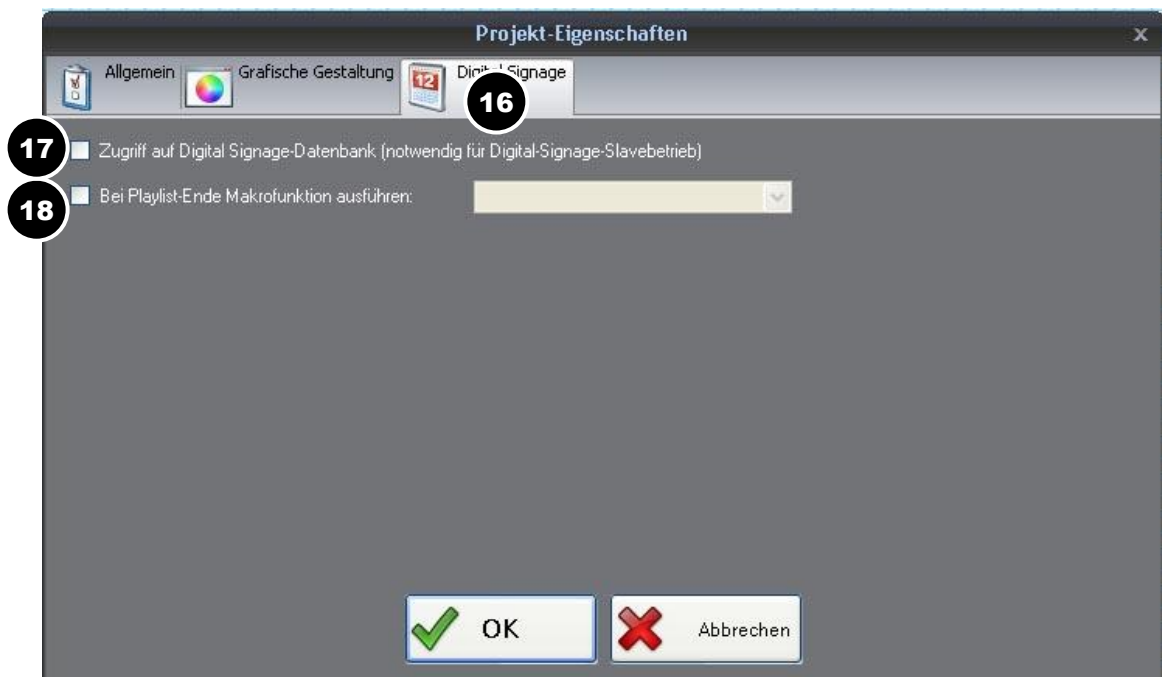 Projekt-Eigenschaften x
Allgemein Grafische Gestaltung 12 Digital Signage
16
17 Zugriff auf Digital Signage-Datenbank (notwendig für Digital-Signage-Slavebetrieb)
18 Bei Playlist-Ende Makrofunktion ausführen:
OK Abbrechen